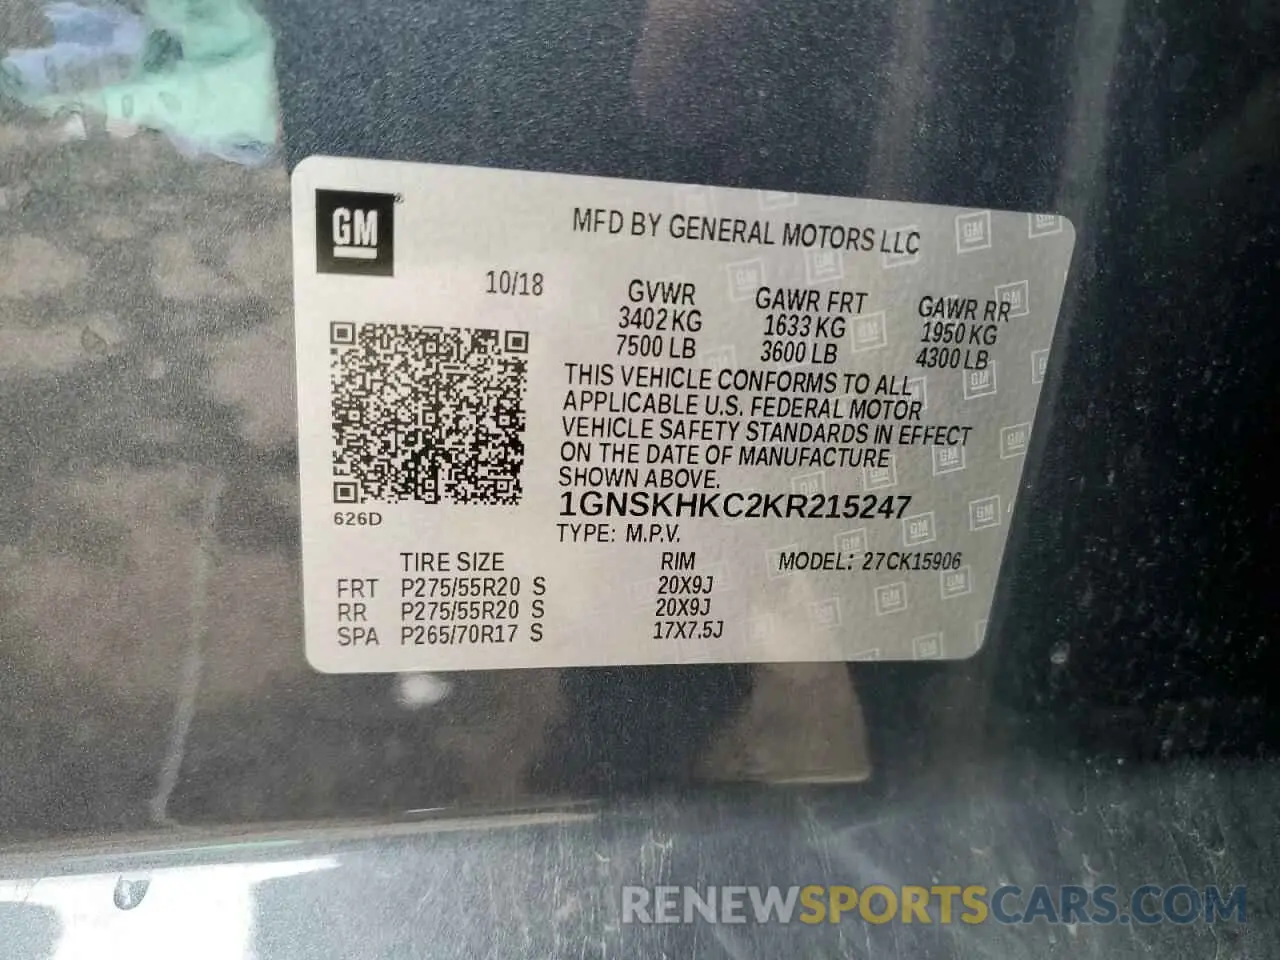 GM
MFD BY GENERAL MOTORS LLC
10/18
GVWR GAWR FRT GAWR RR
3402 KG 1633 KG 1950 KG
7500 LB 3600 LB 4300 LB
THIS VEHICLE CONFORMS TO ALL
APPLICABLE U.S. FEDERAL MOTOR
VEHICLE SAFETY STANDARDS IN EFFECT
ON THE DATE OF MANUFACTURE
SHOWN ABOVE.
1GNSKHKC2KR215247
626D
TYPE: M.P.V.
TIRE SIZE RIM MODEL: 27CK15906
FRT P275/55R20 S 20X9J
RR P275/55R20 S 20X9J
SPA P265/70R17 S 17X7.5J
RENEWSPORTSCARS.COM